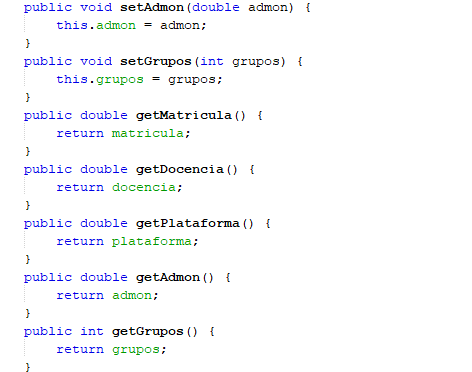 public void setAdmon(double admon) {
    this.admon = admon;
}
public void setGrupos(int grupos) {
    this.grupos = grupos;
}
public double getMatricula() {
    return matricula;
}
public double getDocencia() {
    return docencia;
}
public double getPlataforma() {
    return plataforma;
}
public double getAdmon() {
    return admon;
}
public int getGrupos() {
    return grupos;
}